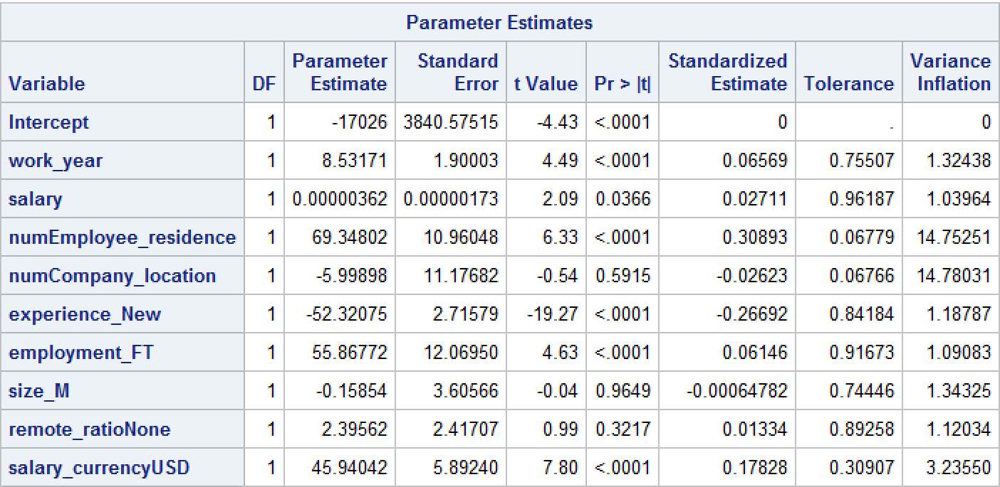 Parameter Estimates
Variable DF Parameter Estimate Standard Error t Value Pr > |t| Standardized Estimate Tolerance Variance Inflation
Intercept 1 -17026 3840.57515 -4.43 <.0001 0 . 0
work_year 1 8.53171 1.90003 4.49 <.0001 0.06569 0.75507 1.32438
salary 1 0.00000362 0.00000173 2.09 0.0366 0.02711 0.96187 1.03964
numEmployee_residence 1 69.34802 10.96048 6.33 <.0001 0.30893 0.06779 14.75251
numCompany_location 1 -5.99898 11.17682 -0.54 0.5915 -0.02623 0.06766 14.78031
experience_New 1 -52.32075 2.71579 -19.27 <.0001 -0.26692 0.84184 1.18787
employment_FT 1 55.86772 12.06950 4.63 <.0001 0.06146 0.91673 1.09083
size_M 1 -0.15854 3.60566 -0.04 0.9649 -0.00064782 0.74446 1.34325
remote_ratioNone 1 2.39562 2.41707 0.99 0.3217 0.01334 0.89258 1.12034
salary_currencyUSD 1 45.94042 5.89240 7.80 <.0001 0.17828 0.30907 3.23550